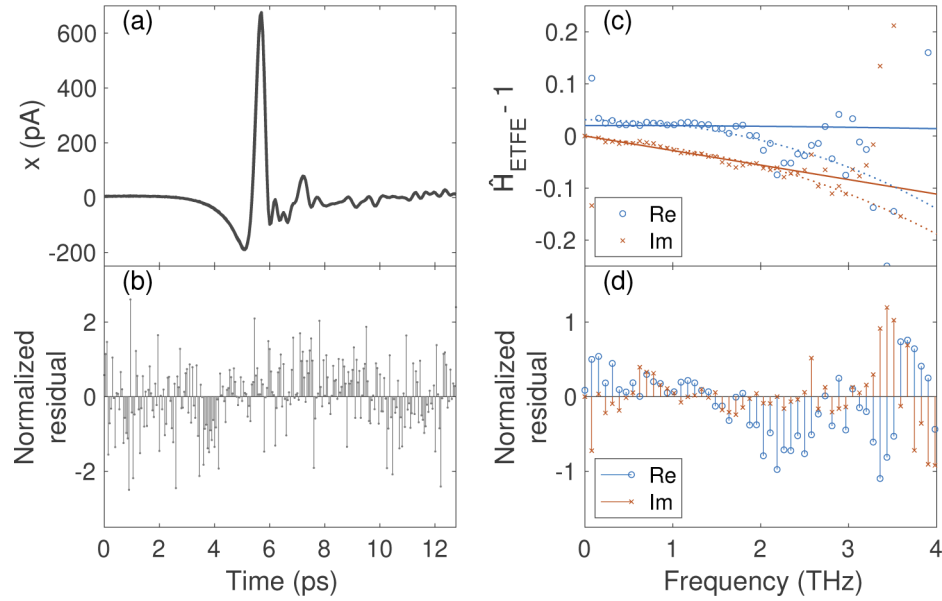 (a)
600
400
200
0
-200
x (pA)
(b)
2
0
-2
Normalized
residual
0
2
4
6
8
10
12
Time (ps)
(c)
0.2
0.1
0
-0.1
-0.2
Ĥ_ETFE - 1
Re
Im
(d)
1
0
-1
Normalized
residual
Re
Im
0
1
2
3
4
Frequency (THz)